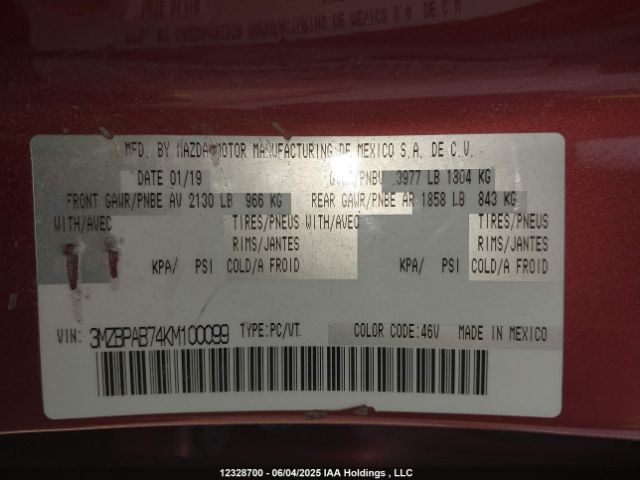 MFD. BY MAZDA MOTOR MANUFACTURING DE MEXICO S.A. DE C.V.
DATE 01/19 GVWR/PNBV 3977 LB 1804 KG
FRONT GAWR/PNBE AV 2130 LB 966 KG REAR GAWR/PNBE AR 1858 LB 843 KG
WITH/AVEC TIRES/PNEUS WITH/AVEC TIRES/PNEUS
RIMS/JANTES RIMS/JANTES
KPA/ PSI COLD/A FROID KPA/ PSI COLD/A FROID
VIN: 3MZBPAB74KM100099 TYPE:PC/VT. COLOR CODE:46V MADE IN MEXICO
12328700 - 06/04/2025 IAA Holdings , LLC